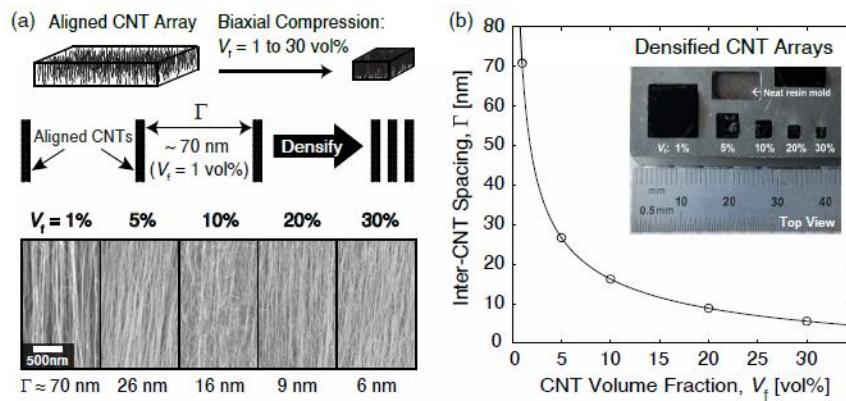 (a) Aligned CNT Array
Biaxial Compression:
V_f = 1 to 30 vol%
Γ
Aligned CNTs
~ 70 nm
(V_f = 1 vol%)
Densify
V_f = 1% 5% 10% 20% 30%
500nm
Γ ≈ 70 nm 26 nm 16 nm 9 nm 6 nm
(b)
80
70
60
50
40
30
20
10
0
Inter-CNT Spacing, Γ [nm]
Densified CNT Arrays
Neat resin mold
V_f: 1% 5% 10% 20% 30%
mm 10 20 30 40
0.5 mm
Top View
0 5 10 15 20 25 30
CNT Volume Fraction, V_f [vol%]